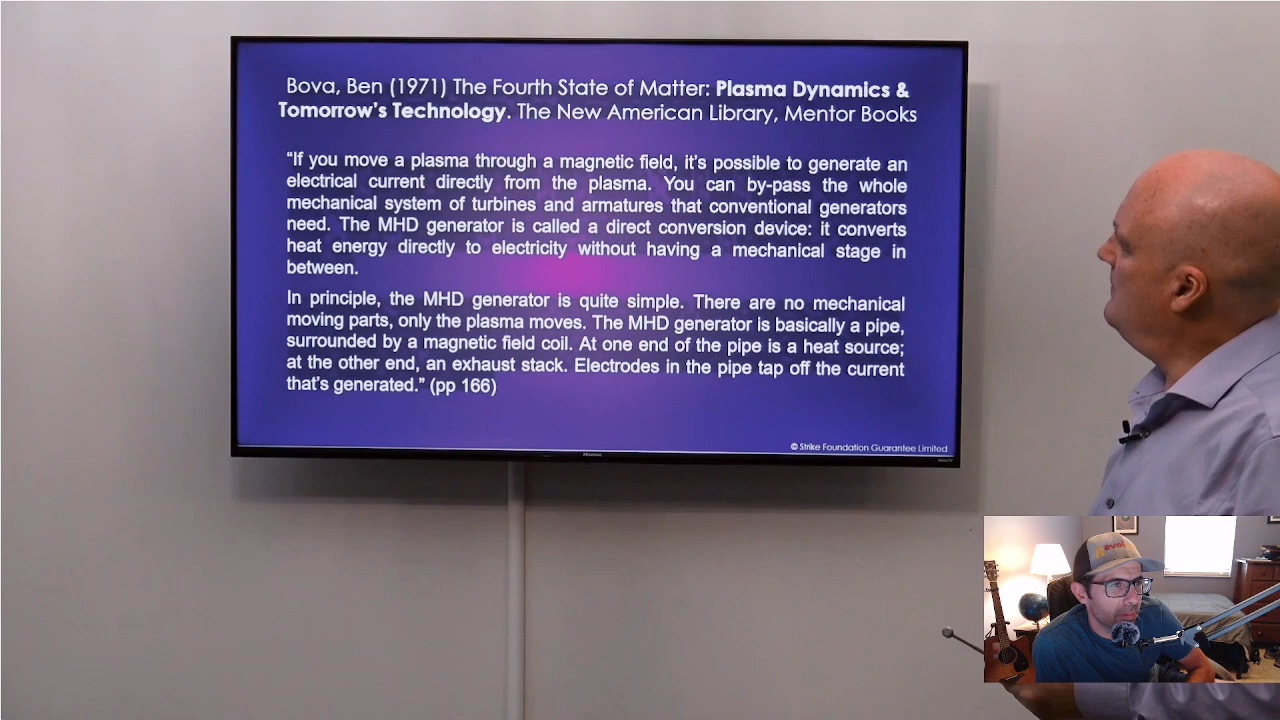 Bova, Ben (1971) The Fourth State of Matter: Plasma Dynamics &
Tomorrow's Technology. The New American Library, Mentor Books
“If you move a plasma through a magnetic field, it’s possible to generate an
electrical current directly from the plasma. You can by-pass the whole
mechanical system of turbines and armatures that conventional generators
need. The MHD generator is called a direct conversion device: it converts
heat energy directly to electricity without having a mechanical stage in
between.
In principle, the MHD generator is quite simple. There are no mechanical
moving parts, only the plasma moves. The MHD generator is basically a pipe,
surrounded by a magnetic field coil. At one end of the pipe is a heat source;
at the other end, an exhaust stack. Electrodes in the pipe tap off the current
that’s generated.” (pp 166)
© Strike Foundation Guarantee Limited